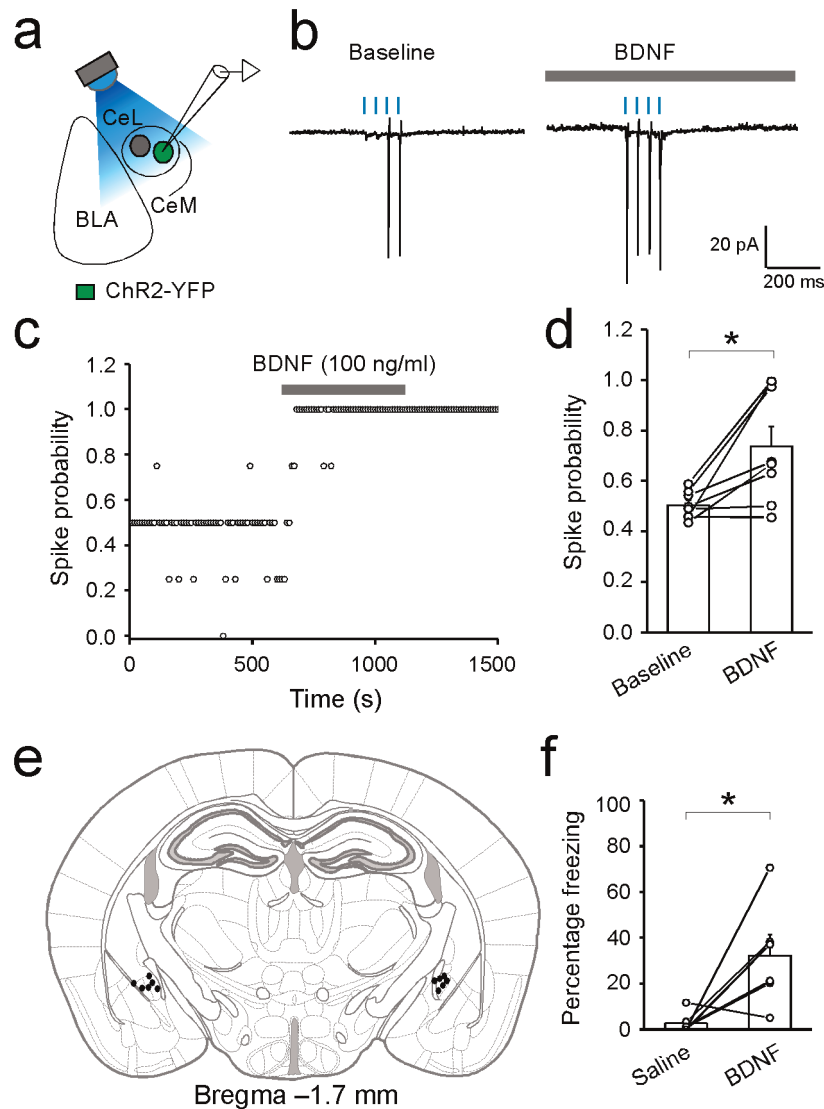 a
CeL
CeM
BLA
ChR2-YFP
b
Baseline
BDNF
20 pA
200 ms
c
BDNF (100 ng/ml)
1.2
1.0
0.8
0.6
0.4
0.2
0.0
Spike probability
0
500
1000
1500
Time (s)
d
*
1.2
1.0
0.8
0.6
0.4
0.2
0.0
Spike probability
Baseline
BDNF
e
Bregma –1.7 mm
f
*
100
80
60
40
20
0
Percentage freezing
Saline
BDNF